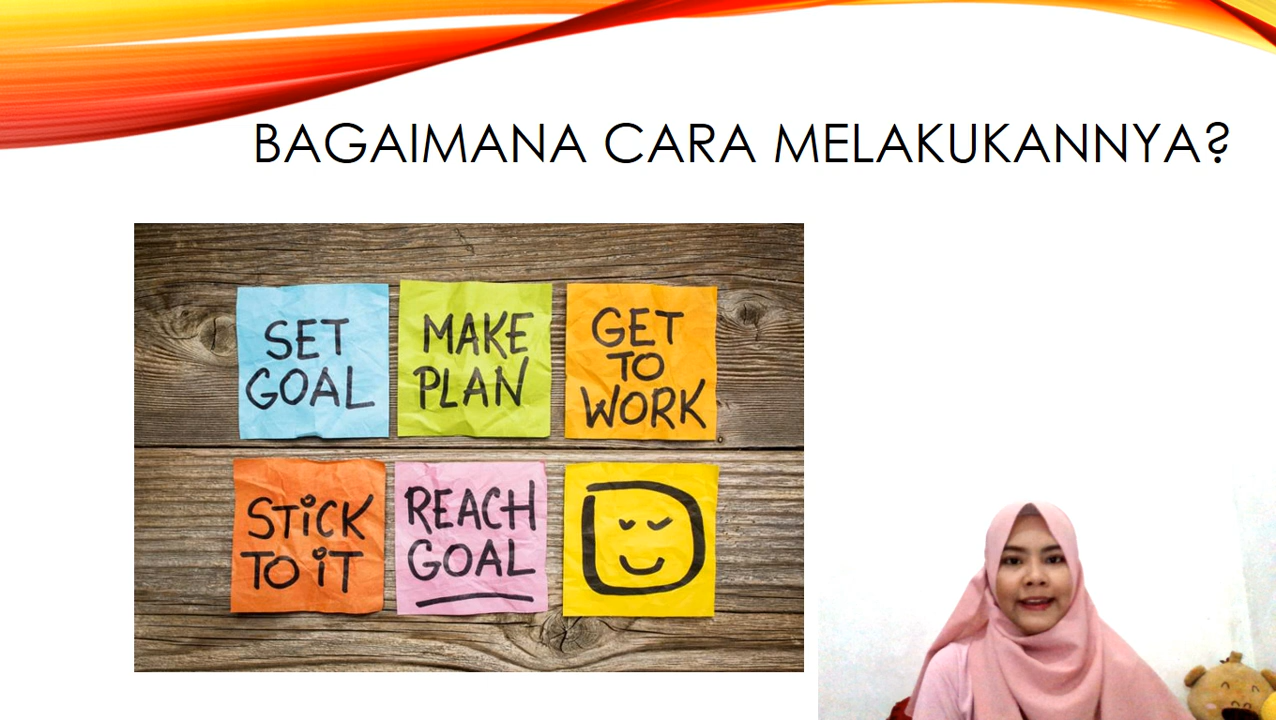 BAGAIMANA CARA MELAKUKANNYA?
SET
GOAL
MAKE
PLAN
GET
TO
WORK
STiCK
TO iT
REACH
GOAL